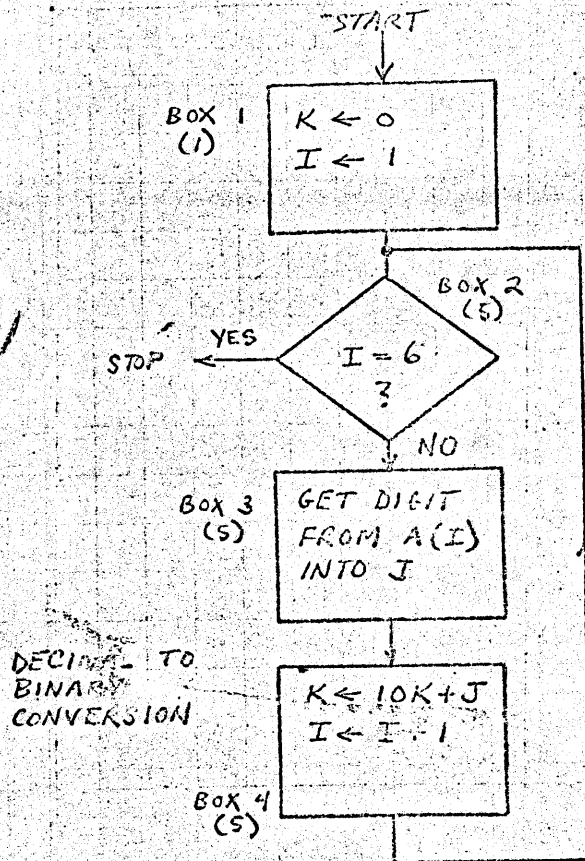 START
BOX 1
(1)
K ← 0
I ← 1
BOX 2
(5)
I = 6
?
YES
STOP
NO
BOX 3
(5)
GET DIGIT
FROM A(I)
INTO J
TO
BINARY
CONVERSION
K ← 10K + J
I ← I 1
BOX 4
(5)